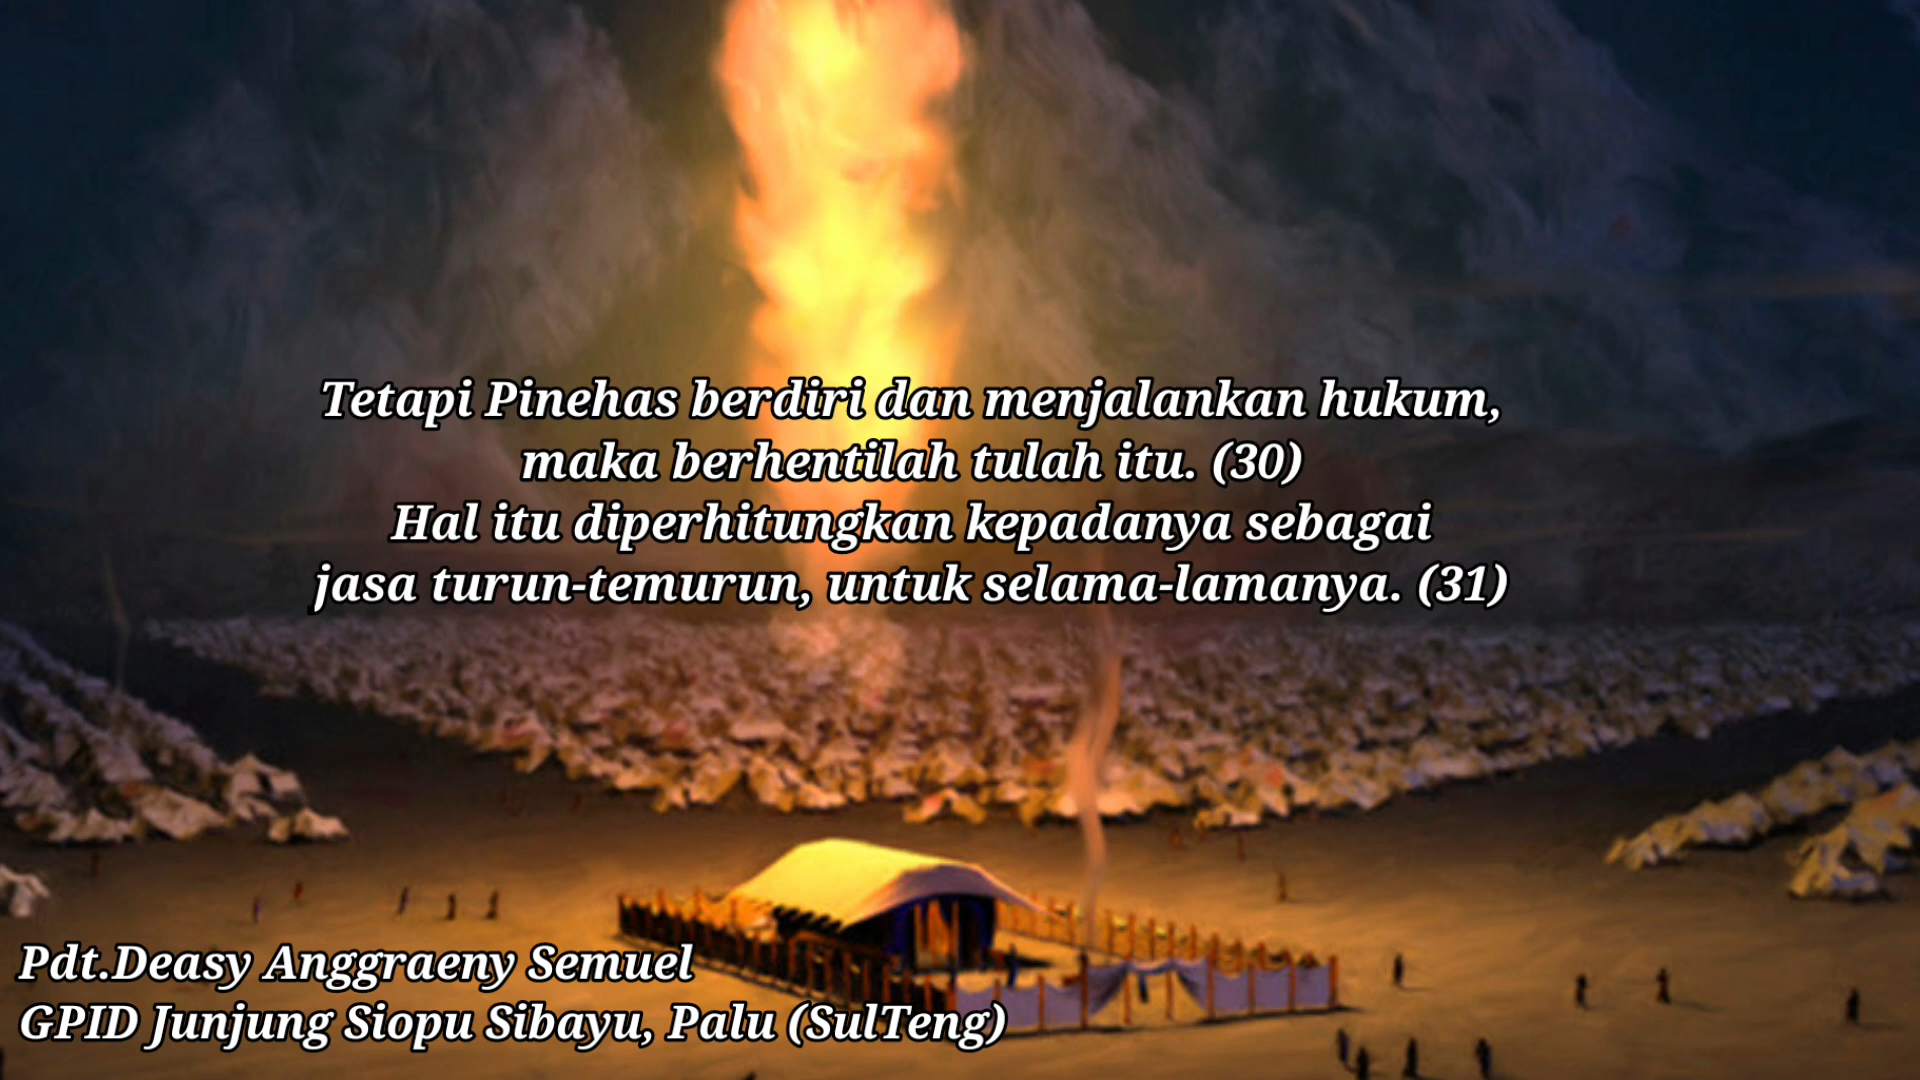 Tetapi Pinehas berdiri dan menjalankan hukum,
maka berhentilah tulah itu. (30)
Hal itu diperhitungkan kepadanya sebagai
jasa turun-temurun, untuk selama-lamanya. (31)
Pdt.Deasy Anggraeny Semuel
GPID Junjung Siopu Sibayu, Palu (SulTeng)